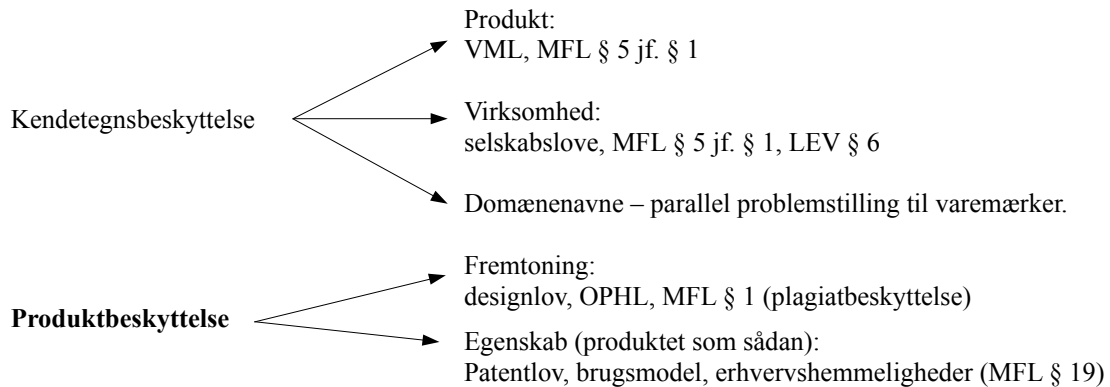 Produkt:
VML, MFL § 5 jf. § 1
Kendetegnsbeskyttelse
Virksomhed:
selskabslove, MFL § 5 jf. § 1, LEV § 6
Domænenavne – parallel problemstilling til varemærker.
Fremtoning:
designlov, OPHL, MFL § 1 (plagiatbeskyttelse)
Produktbeskyttelse
Egenskab (produktet som sådan):
Patentlov, brugsmodel, erhvervshemmeligheder (MFL § 19)